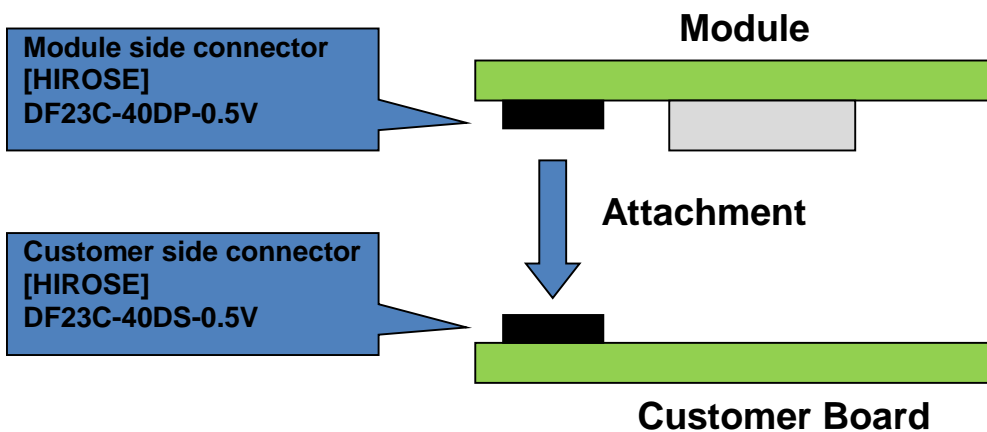 Module
Module side connector
[HIROSE]
DF23C-40DP-0.5V
Attachment
Customer side connector
[HIROSE]
DF23C-40DS-0.5V
Customer Board